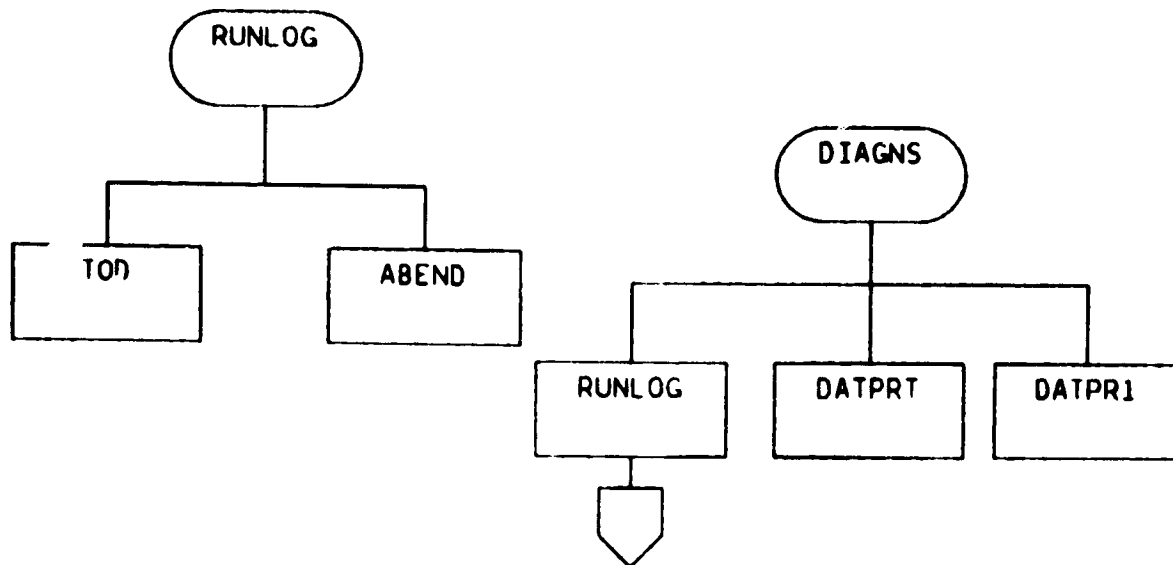 RUNLOG
DIAGNS
TOD
ABEND
RUNLOG
DATPRT
DATPR1